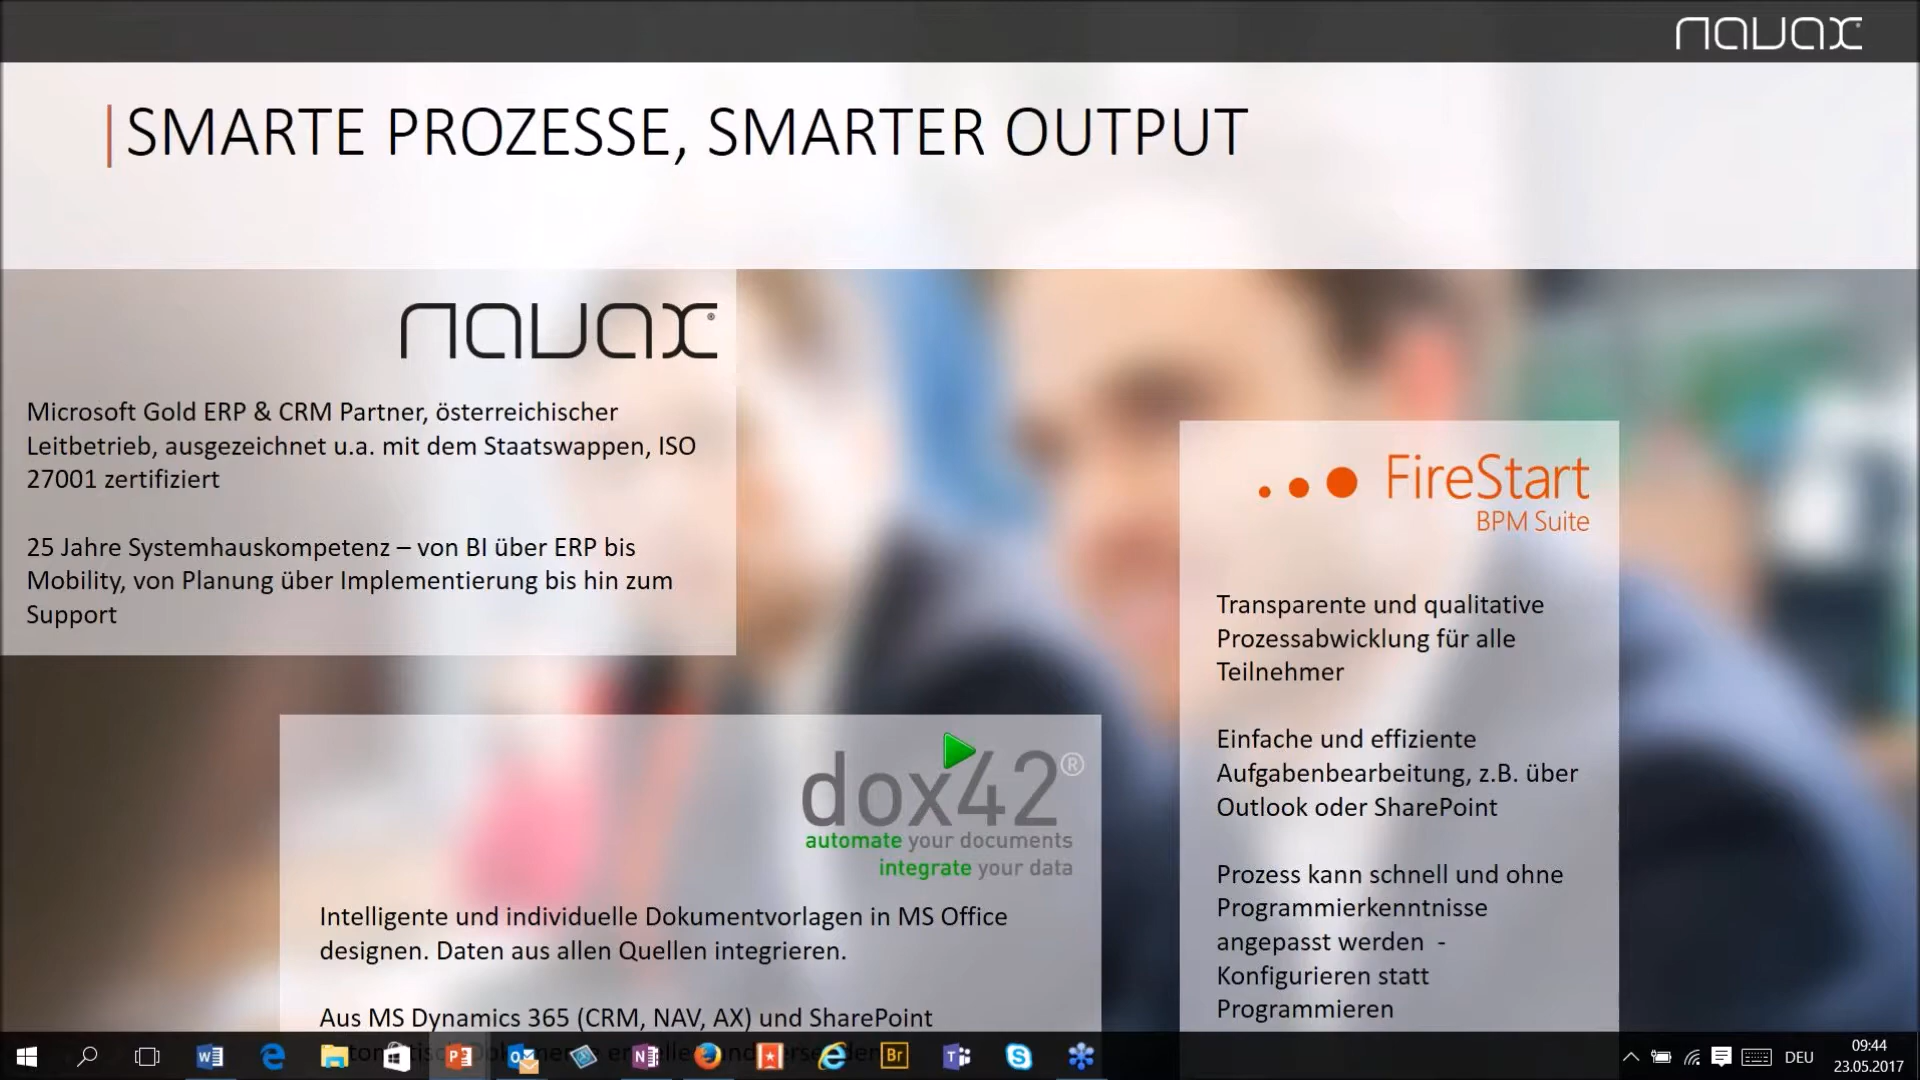 navax
SMARTE PROZESSE, SMARTER OUTPUT
navax®
Microsoft Gold ERP & CRM Partner, österreichischer
Leitbetrieb, ausgezeichnet u.a. mit dem Staatswappen, ISO
27001 zertifiziert
25 Jahre Systemhauskompetenz – von BI über ERP bis
Mobility, von Planung über Implementierung bis hin zum
Support
dox42®
automate your documents
integrate your data
Intelligente und individuelle Dokumentvorlagen in MS Office
designen. Daten aus allen Quellen integrieren.
Aus MS Dynamics 365 (CRM, NAV, AX) und SharePoint
FireStart
BPM Suite
Transparente und qualitative
Prozessabwicklung für alle
Teilnehmer
Einfache und effiziente
Aufgabenbearbeitung, z.B. über
Outlook oder SharePoint
Prozess kann schnell und ohne
Programmierkenntnisse
angepasst werden -
Konfigurieren statt
Programmieren
Br
DEU
09:44
23.05.2017